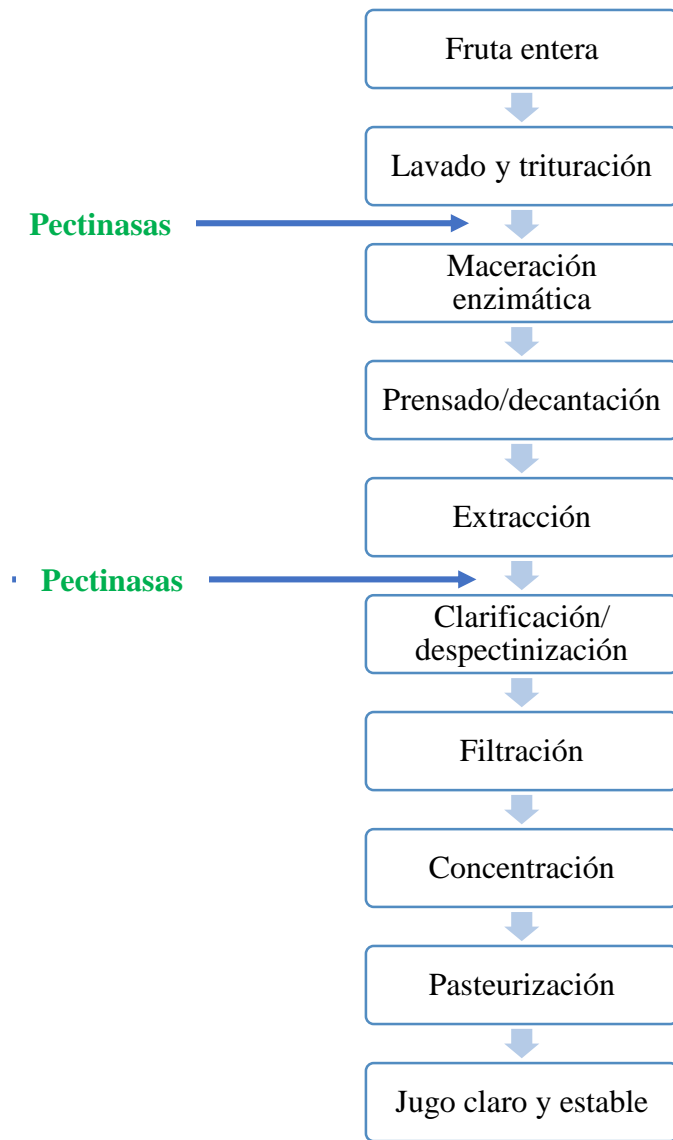 Fruta entera
Lavado y trituración
Pectinasas
Maceración
enzimática
Prensado/decantación
Extracción
Pectinasas
Clarificación/
despectinización
Filtración
Concentración
Pasteurización
Jugo claro y estable